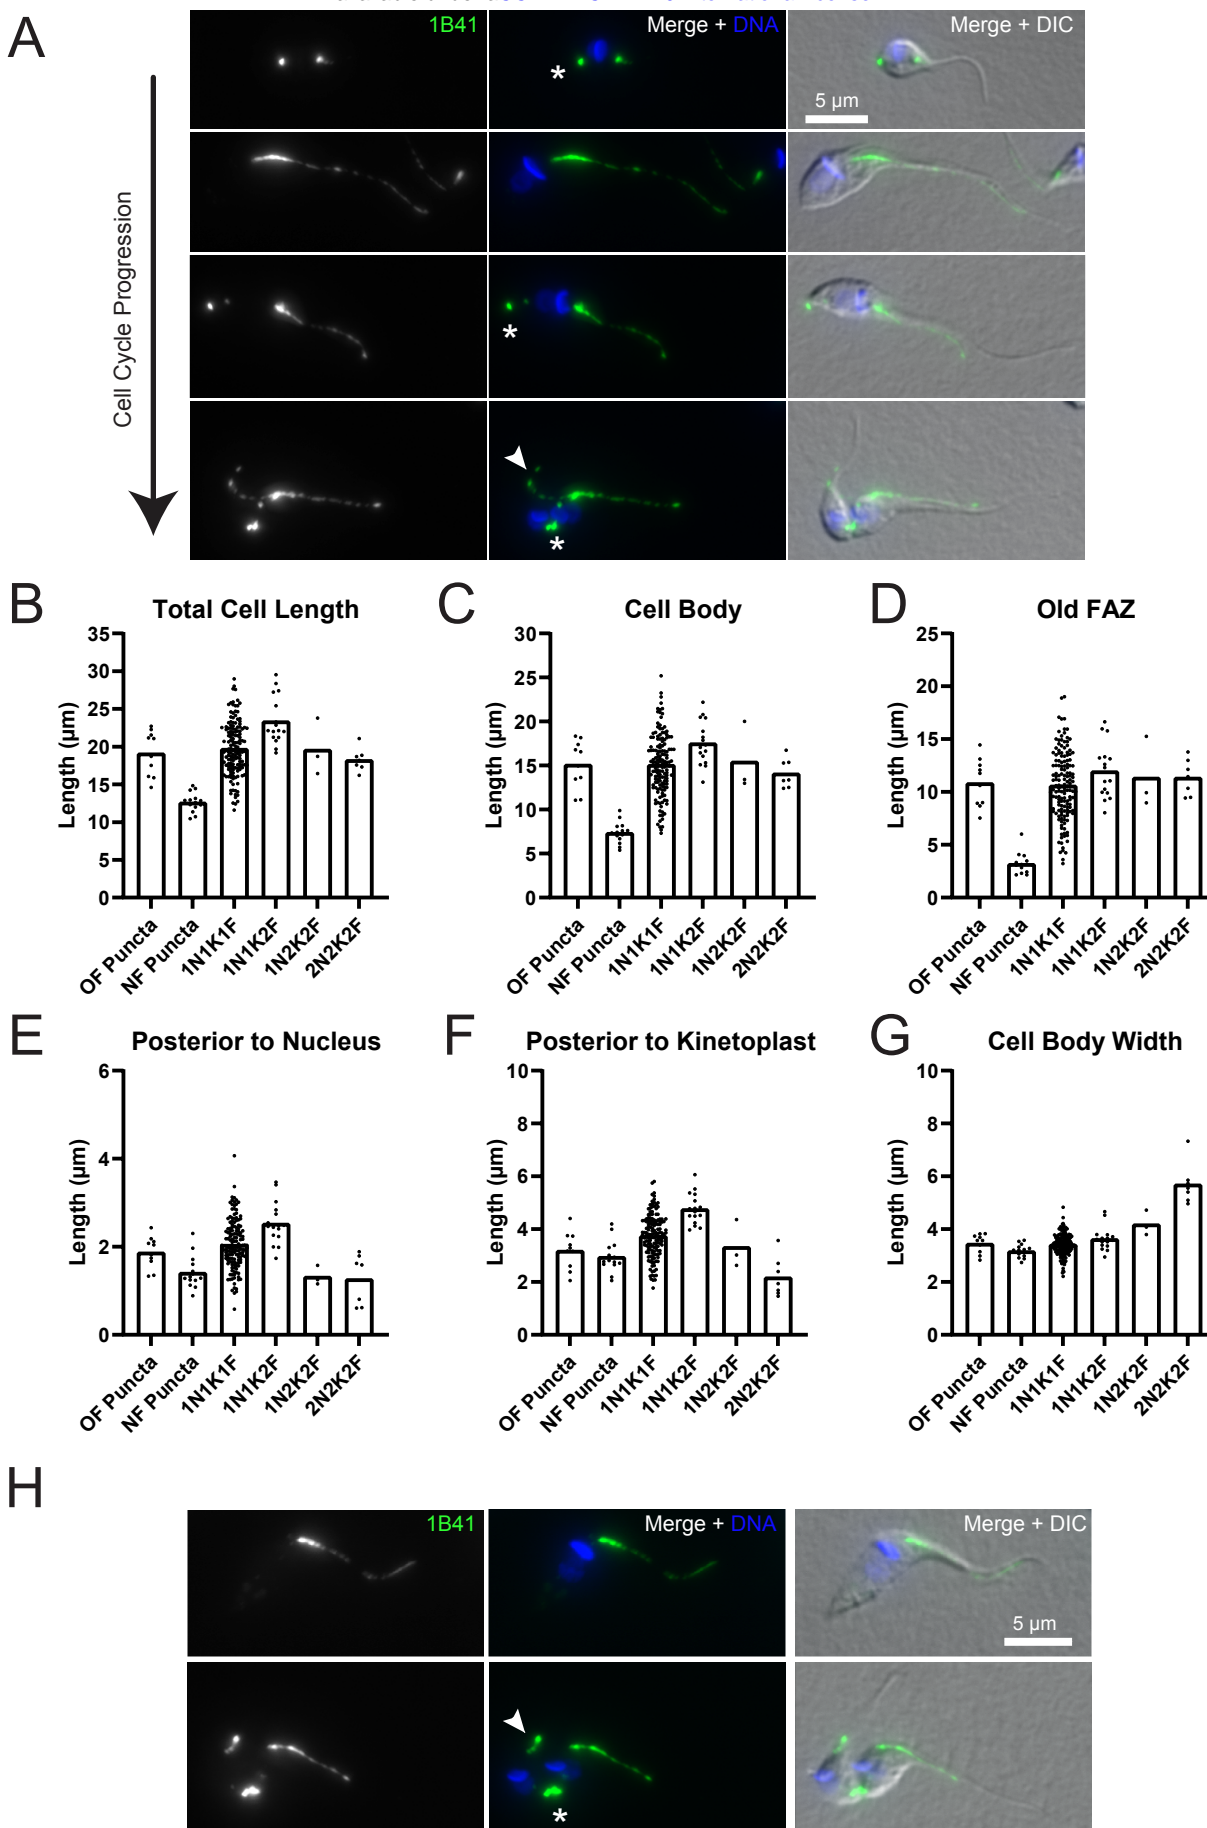 A
1B41
Merge + DNA
Merge + DIC
*
5 µm
Cell Cycle Progression
*
*
B
Total Cell Length
Length (µm)
35
30
25
20
15
10
5
0
OF Puncta
NF Puncta
1N1K1F
1N1K2F
1N2K2F
2N2K2F
C
Cell Body
Length (µm)
30
25
20
15
10
5
0
OF Puncta
NF Puncta
1N1K1F
1N1K2F
1N2K2F
2N2K2F
D
Old FAZ
Length (µm)
25
20
15
10
5
0
OF Puncta
NF Puncta
1N1K1F
1N1K2F
1N2K2F
2N2K2F
E
Posterior to Nucleus
Length (µm)
6
4
2
0
OF Puncta
NF Puncta
1N1K1F
1N1K2F
1N2K2F
2N2K2F
F
Posterior to Kinetoplast
Length (µm)
10
8
6
4
2
0
OF Puncta
NF Puncta
1N1K1F
1N1K2F
1N2K2F
2N2K2F
G
Cell Body Width
Length (µm)
10
8
6
4
2
0
OF Puncta
NF Puncta
1N1K1F
1N1K2F
1N2K2F
2N2K2F
H
1B41
Merge + DNA
Merge + DIC
5 µm
*